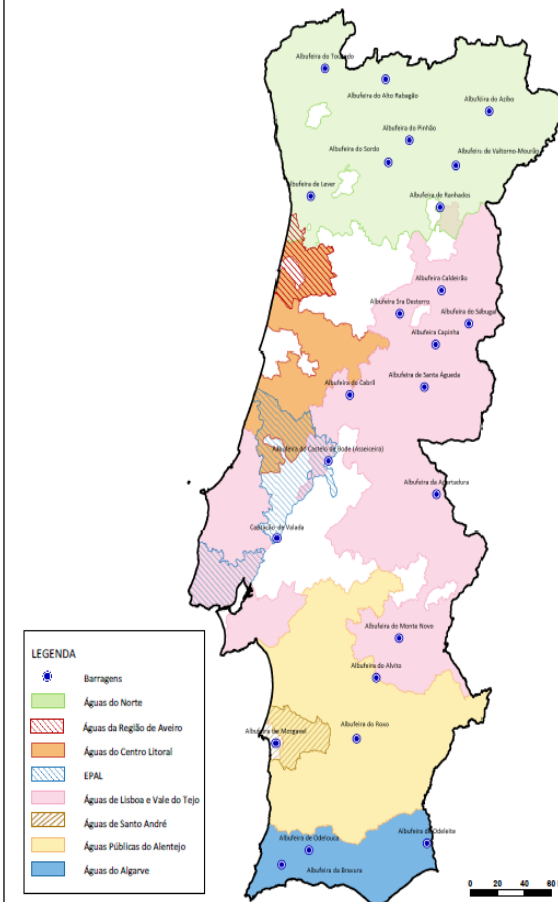 Albufeira do Touvedo
Albufeira do Alto Rabagão
Albufeira do Azibo
Albufeira do Pinhão
Albufeira do Sordo
Albufeira de Valtorno-Mourão
Albufeira de Lever
Albufeira de Ranhados
Albufeira Caldeirão
Albufeira Sra Desterro
Albufeira do Sabugal
Albufeira Capinha
Albufeira de Santa Águeda
Albufeira do Cabril
Albufeira do Castelo de Bode (Asseiceira)
Albufeira da Apartadura
Captação de Valada
Albufeira do Monte Novo
Albufeira do Alvito
Albufeira de Morgavel
Albufeira do Roxo
Albufeira de Odelouca
Albufeira de Odeleite
Albufeira da Bravura
LEGENDA
Barragens
Águas do Norte
Águas da Região de Aveiro
Águas do Centro Litoral
EPAL
Águas de Lisboa e Vale do Tejo
Águas de Santo André
Águas Públicas do Alentejo
Águas do Algarve
0 20 40 60